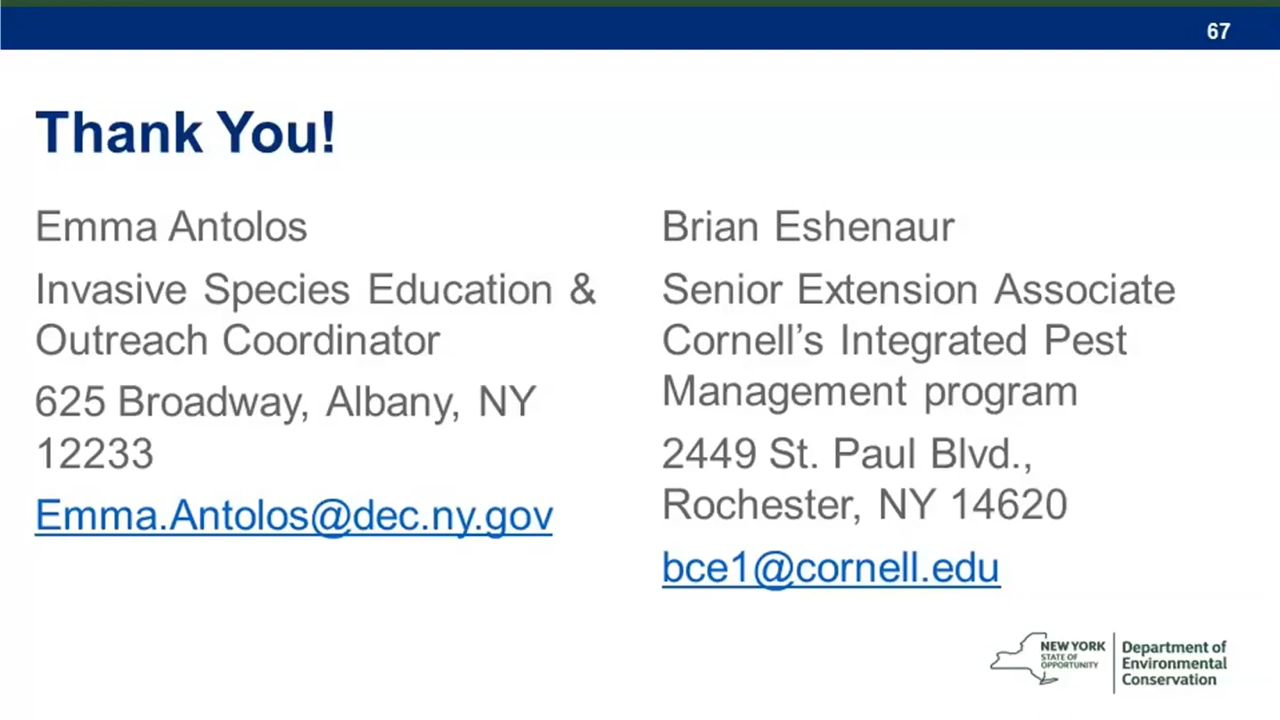 67
Thank You!
Emma Antolos
Invasive Species Education &
Outreach Coordinator
625 Broadway, Albany, NY
12233
Emma.Antolos@dec.ny.gov
Brian Eshenaur
Senior Extension Associate
Cornell’s Integrated Pest
Management program
2449 St. Paul Blvd.,
Rochester, NY 14620
bce1@cornell.edu
NEW YORK
STATE OF
OPPORTUNITY
Department of
Environmental
Conservation